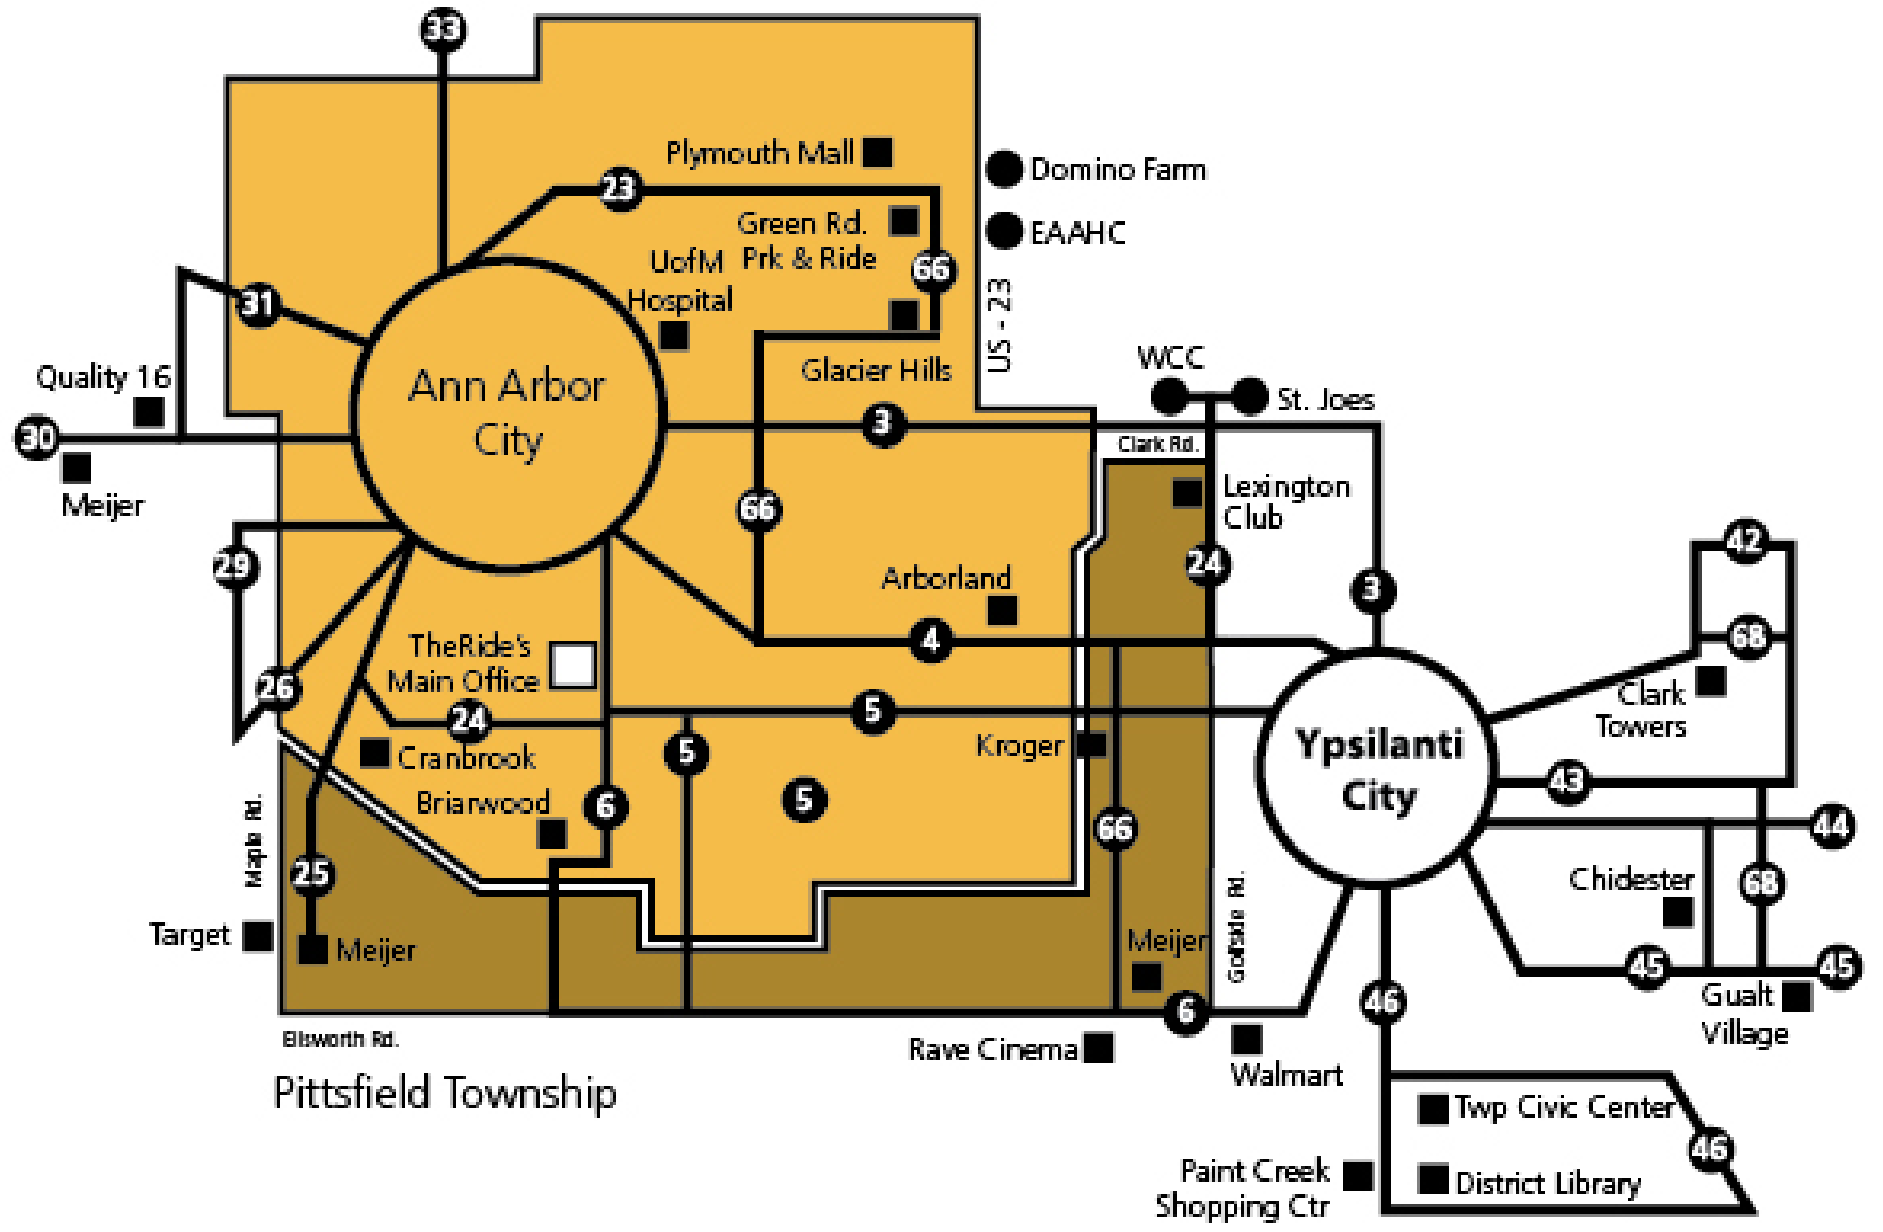 33
Plymouth Mall
Domino Farm
23
Green Rd.
Prk & Ride
EAAHC
UofM
Hospital
66
31
US - 23
Glacier Hills
WCC
St. Joes
Quality 16
Ann Arbor
City
30
3
Clark Rd.
Meijer
Lexington
Club
66
29
24
42
Arborland
3
TheRide's
Main Office
4
68
26
Clark
Towers
24
5
Kroger
Cranbrook
5
Ypsilanti
City
43
Briarwood
6
5
66
44
Maple Rd.
25
Chidester
68
Target
Meijer
Meijer
Golfside Rd.
45
45
Gualt
Village
46
6
Ellsworth Rd.
Rave Cinema
Walmart
Pittsfield Township
Twp Civic Center
46
Paint Creek
Shopping Ctr
District Library